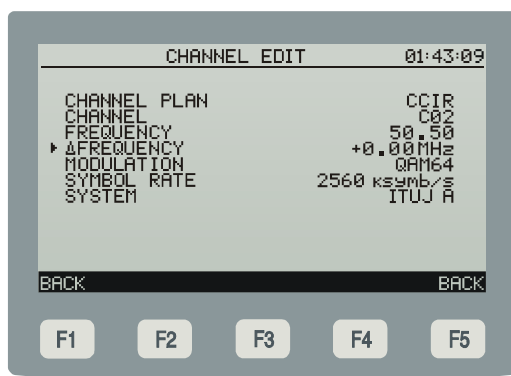 CHANNEL EDIT 01:43:09
CHANNEL PLAN CCIR
CHANNEL C02
FREQUENCY 50.50
ΔFREQUENCY +0.00MHz
MODULATION QAM64
SYMBOL RATE 2560 ksymb/s
SYSTEM ITUJ A
BACK BACK
F1 F2 F3 F4 F5